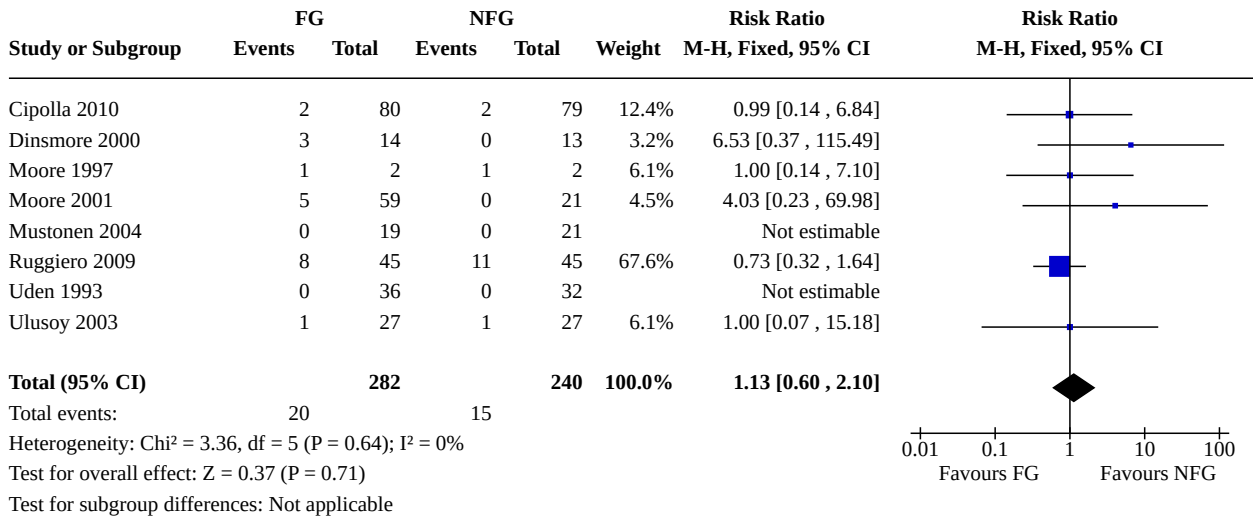 FG NFG Risk Ratio Risk Ratio
Study or Subgroup Events Total Events Total Weight M-H, Fixed, 95% CI M-H, Fixed, 95% CI
Cipolla 2010 2 80 2 79 12.4% 0.99 [0.14 , 6.84]
Dinsmore 2000 3 14 0 13 3.2% 6.53 [0.37 , 115.49]
Moore 1997 1 2 1 2 6.1% 1.00 [0.14 , 7.10]
Moore 2001 5 59 0 21 4.5% 4.03 [0.23 , 69.98]
Mustonen 2004 0 19 0 21 Not estimable
Ruggiero 2009 8 45 11 45 67.6% 0.73 [0.32 , 1.64]
Uden 1993 0 36 0 32 Not estimable
Ulusoy 2003 1 27 1 27 6.1% 1.00 [0.07 , 15.18]
Total (95% CI) 282 240 100.0% 1.13 [0.60 , 2.10]
Total events: 20 15
Heterogeneity: Chi² = 3.36, df = 5 (P = 0.64); I² = 0%
Test for overall effect: Z = 0.37 (P = 0.71)
Test for subgroup differences: Not applicable
0.01 0.1 1 10 100
Favours FG Favours NFG